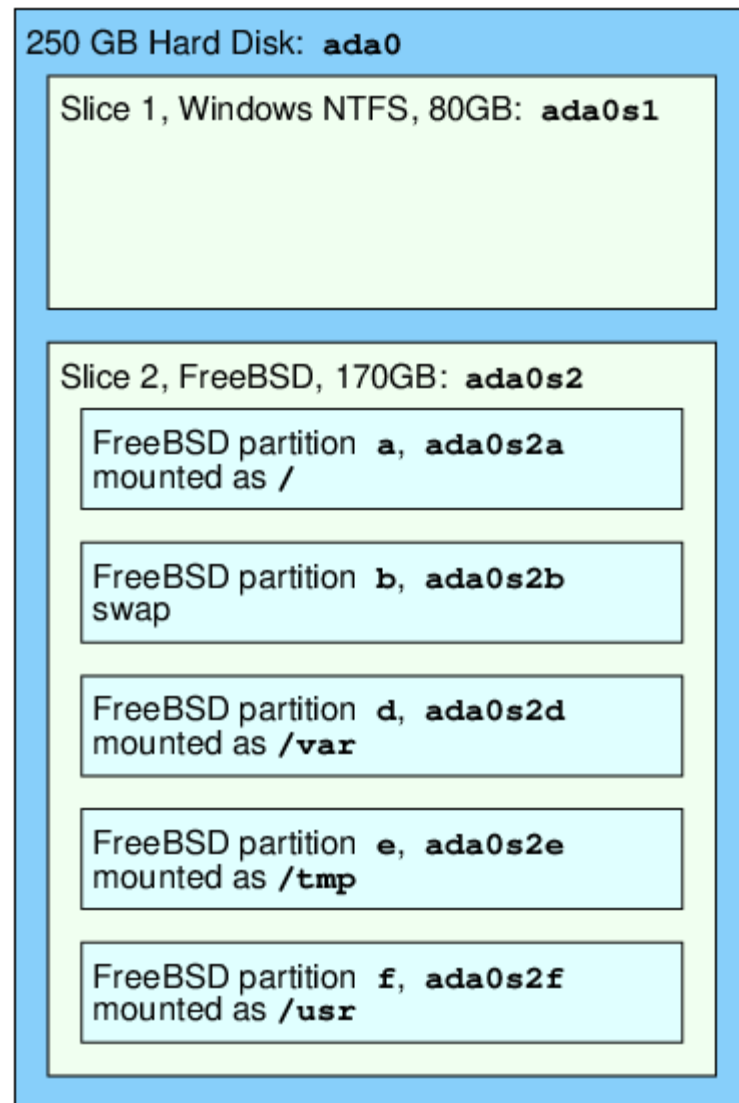 250 GB Hard Disk: ada0
Slice 1, Windows NTFS, 80GB: ada0s1
Slice 2, FreeBSD, 170GB: ada0s2
FreeBSD partition a, ada0s2a
mounted as /
FreeBSD partition b, ada0s2b
swap
FreeBSD partition d, ada0s2d
mounted as /var
FreeBSD partition e, ada0s2e
mounted as /tmp
FreeBSD partition f, ada0s2f
mounted as /usr